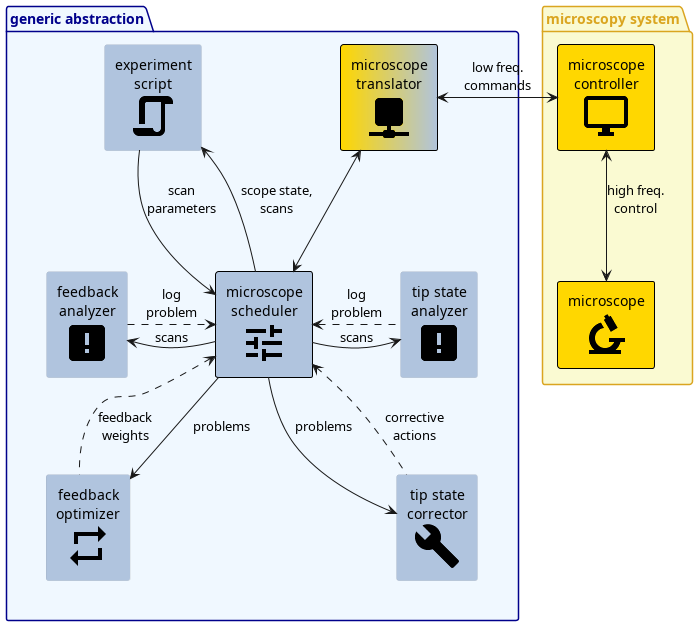 generic abstraction
microscopy system
experiment
script
microscope
translator
low freq.
commands
microscope
controller
scan
parameters
scope state,
scans
high freq.
control
feedback
analyzer
log
problem
scans
microscope
scheduler
log
problem
scans
tip state
analyzer
microscope
feedback
weights
problems
problems
corrective
actions
feedback
optimizer
tip state
corrector